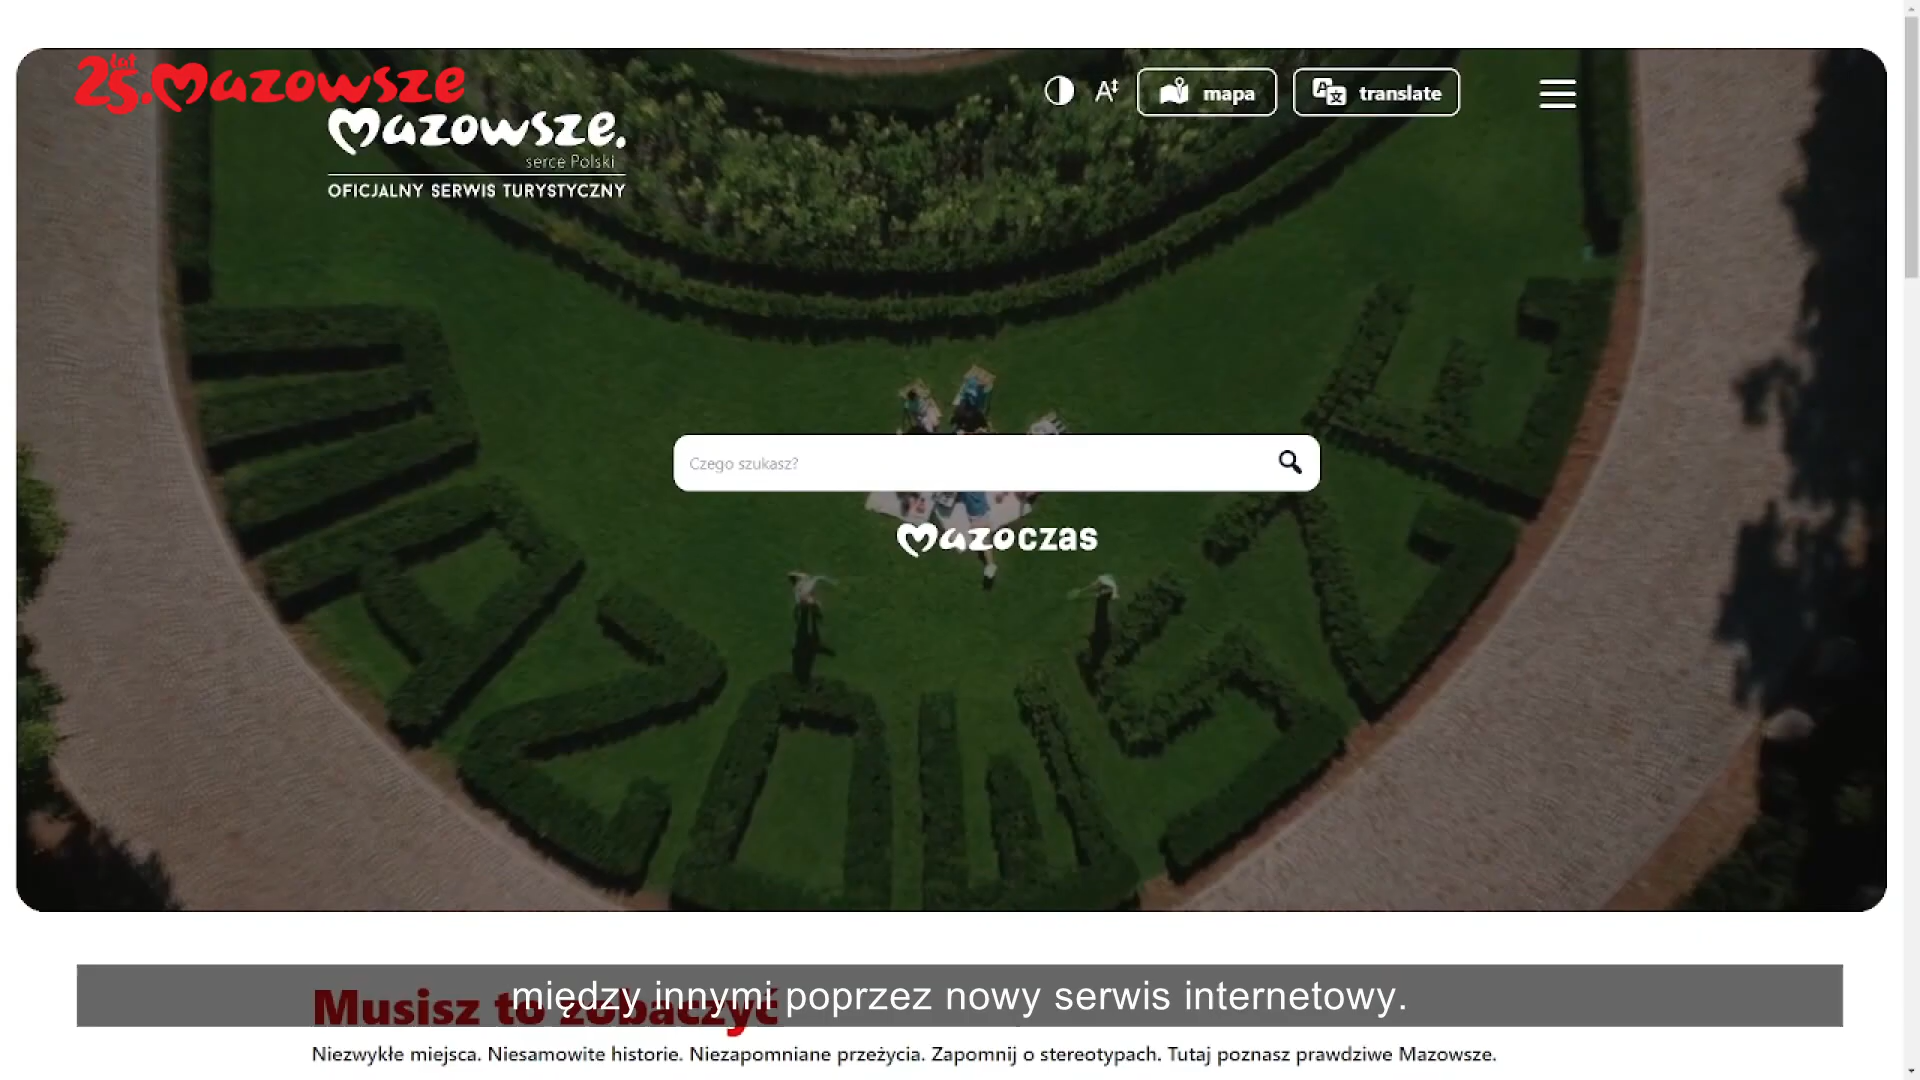 25 lat. Mazowsze
mapa
translate
Mazowsze.
serce Polski
OFICJALNY SERWIS TURYSTYCZNY
Czego szukasz?
Mazoczas
MAZOWSZE
między innymi poprzez nowy serwis internetowy.
Musisz to zobaczyć
Niezwykłe miejsca. Niesamowite historie. Niezapomniane przeżycia. Zapomnij o stereotypach. Tutaj poznasz prawdziwe Mazowsze.